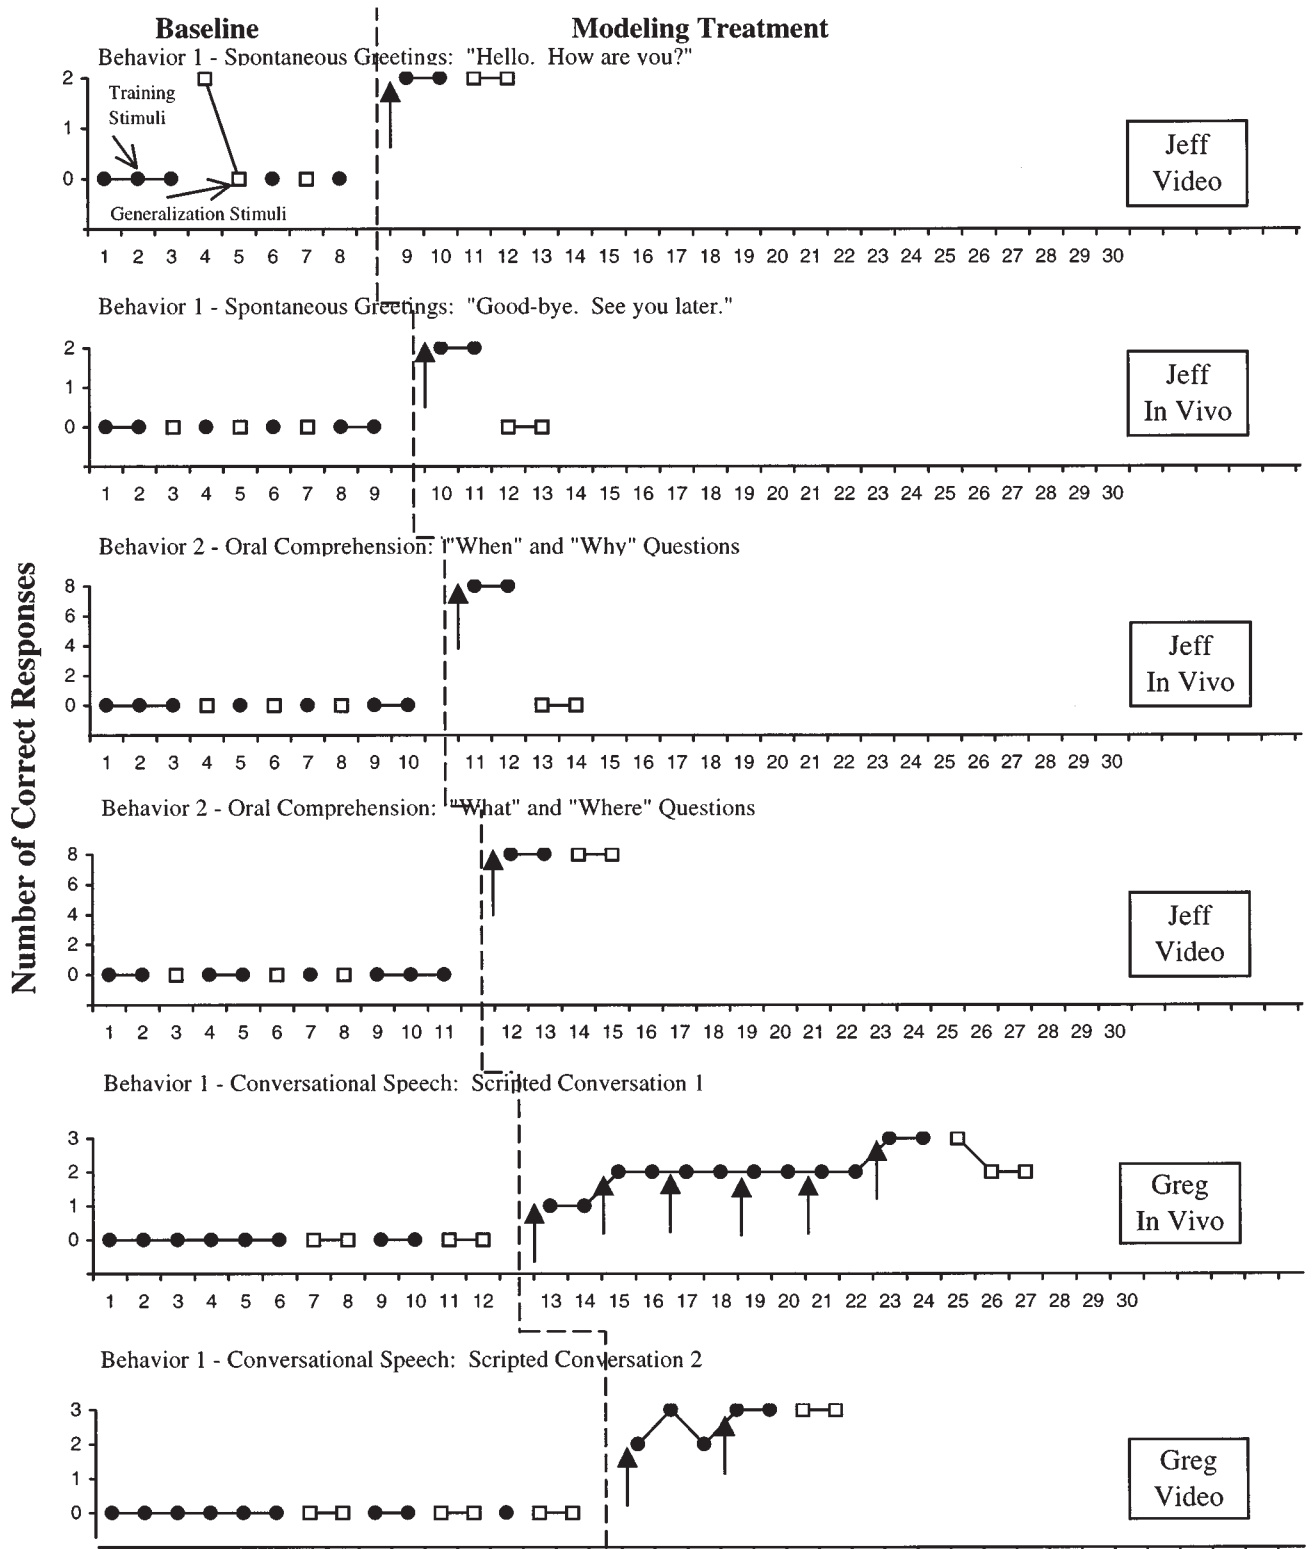 Baseline Modeling Treatment
Behavior 1 - Spontaneous Greetings: "Hello. How are you?"
2
Training
Stimuli
1
0
Generalization Stimuli
Jeff
Video
1 2 3 4 5 6 7 8 9 10 11 12 13 14 15 16 17 18 19 20 21 22 23 24 25 26 27 28 29 30
Behavior 1 - Spontaneous Greetings: "Good-bye. See you later."
2
1
0
Jeff
In Vivo
1 2 3 4 5 6 7 8 9 10 11 12 13 14 15 16 17 18 19 20 21 22 23 24 25 26 27 28 29 30
Behavior 2 - Oral Comprehension: "When" and "Why" Questions
8
6
4
2
0
Jeff
In Vivo
1 2 3 4 5 6 7 8 9 10 11 12 13 14 15 16 17 18 19 20 21 22 23 24 25 26 27 28 29 30
Number of Correct Responses
Behavior 2 - Oral Comprehension: "What" and "Where" Questions
8
6
4
2
0
Jeff
Video
1 2 3 4 5 6 7 8 9 10 11 12 13 14 15 16 17 18 19 20 21 22 23 24 25 26 27 28 29 30
Behavior 1 - Conversational Speech: Scripted Conversation 1
3
2
1
0
Greg
In Vivo
1 2 3 4 5 6 7 8 9 10 11 12 13 14 15 16 17 18 19 20 21 22 23 24 25 26 27 28 29 30
Behavior 1 - Conversational Speech: Scripted Conversation 2
3
2
1
0
Greg
Video